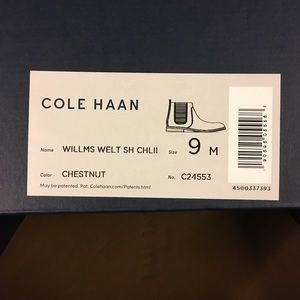 COLE HAAN
Name WILLMS WELT SH CHLII Size 9 M
Color CHESTNUT No. C24553
May be patented. Pat. Colehaan.com/Patents.html
4500337393